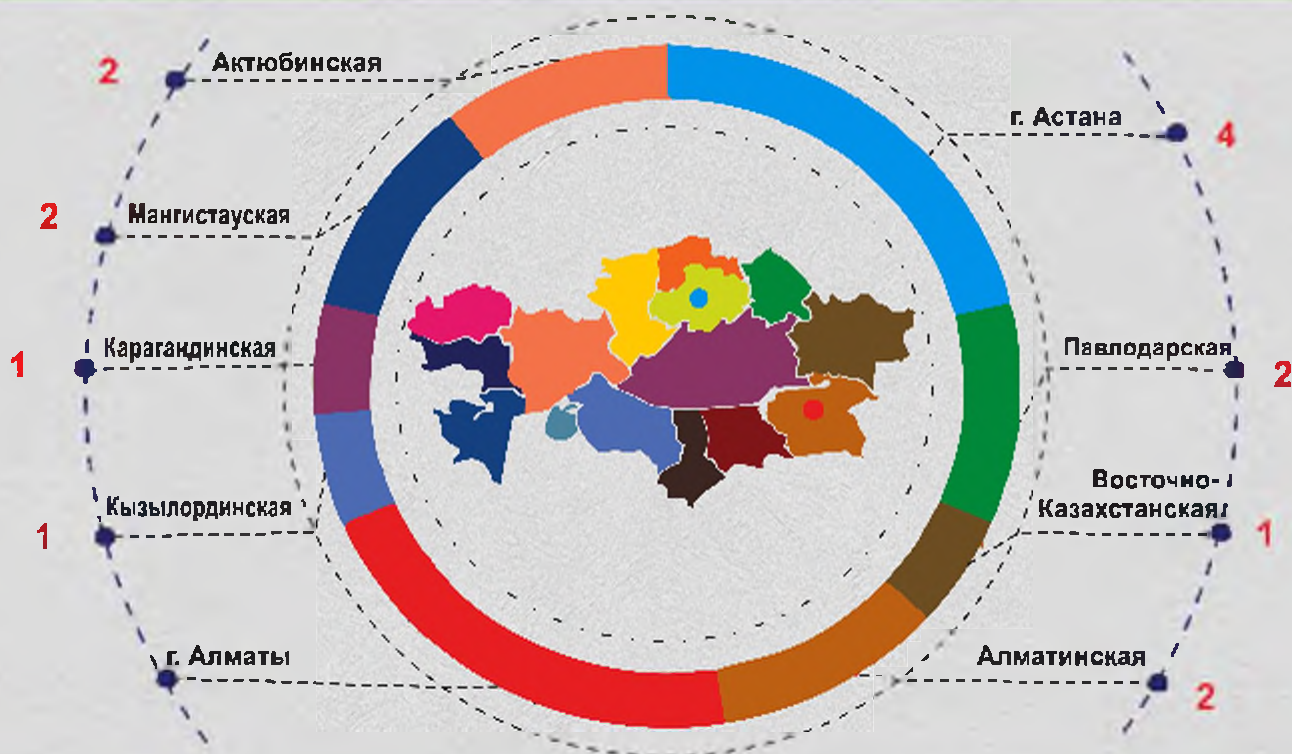 2 Актюбинская
г. Астана 4
2 Мангистауская
1 Карагандинская
Павлодарская 2
Восточно-
Казахстанская 1
1 Кызылординская
г. Алматы
Алматинская 2